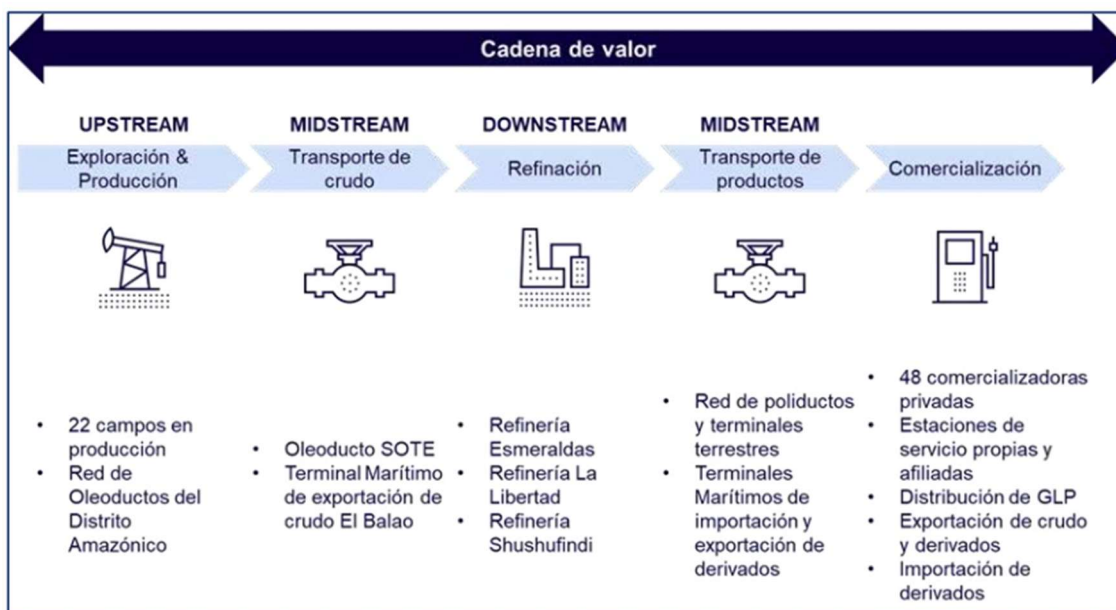 Cadena de valor
UPSTREAM
Exploración &
Producción
MIDSTREAM
Transporte de
crudo
DOWNSTREAM
Refinación
MIDSTREAM
Transporte de
productos
Comercialización
• 22 campos en
producción
• Red de
Oleoductos del
Distrito
Amazónico
• Oleoducto SOTE
• Terminal Marítimo
de exportación de
crudo El Balao
• Refinería
Esmeraldas
• Refinería La
Libertad
• Refinería
Shushufindi
• Red de poliductos
y terminales
terrestres
• Terminales
Marítimos de
importación y
exportación de
derivados
• 48 comercializadoras
privadas
• Estaciones de
servicio propias y
afiliadas
• Distribución de GLP
• Exportación de crudo
y derivados
• Importación de
derivados